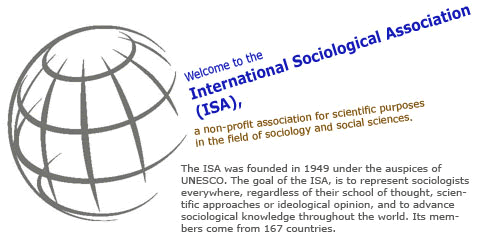 Welcome to the
International Sociological Association
(ISA),
a non-profit association for scientific purposes
in the field of sociology and social sciences.
The ISA was founded in 1949 under the auspices of
UNESCO. The goal of the ISA, is to represent sociologists
everywhere, regardless of their school of thought, scien-
tific approaches or ideological opinion, and to advance
sociological knowledge throughout the world. Its mem-
bers come from 167 countries.